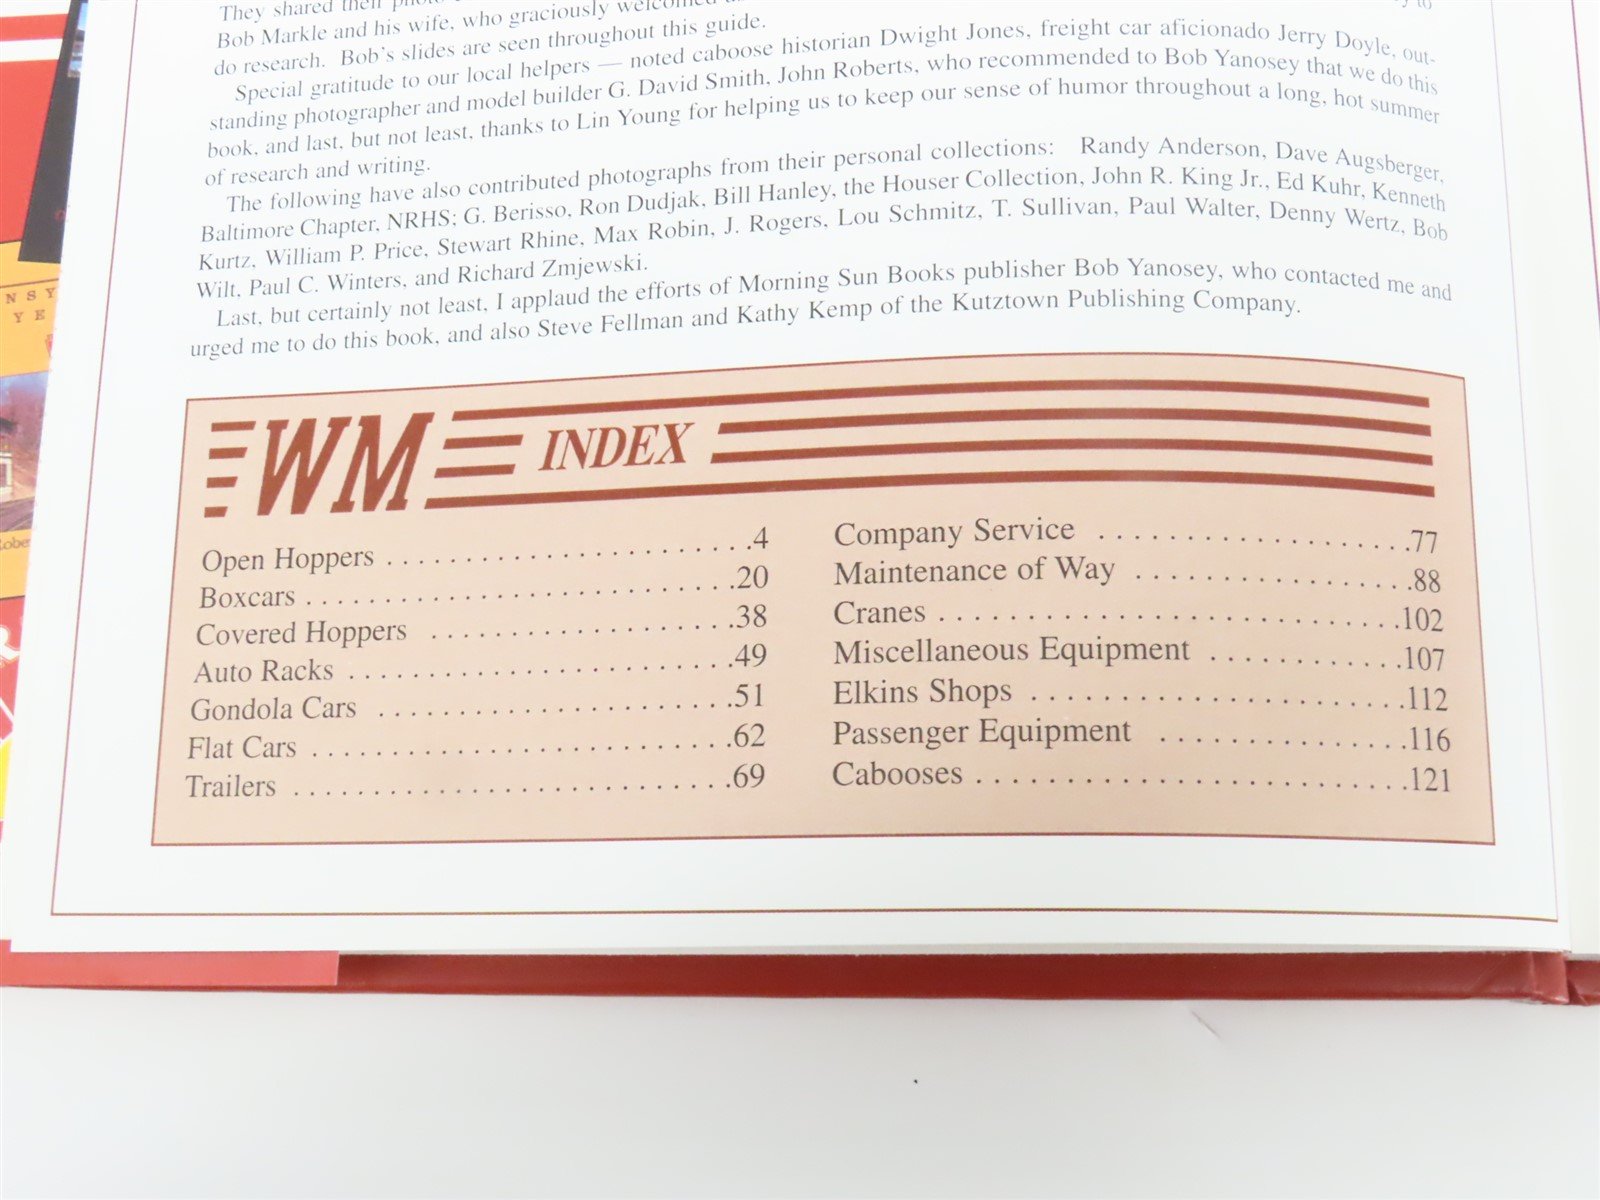 They shared their
Bob Markle and his wife, who graciously welcomed
do research. Bob's slides are seen throughout this guide.
Special gratitude to our local helpers — noted caboose historian Dwight Jones, freight car aficionado Jerry Doyle, out-
standing photographer and model builder G. David Smith, John Roberts, who recommended to Bob Yanosey that we do this
book, and last, but not least, thanks to Lin Young for helping us to keep our sense of humor throughout a long, hot summer
of research and writing.
The following have also contributed photographs from their personal collections: Randy Anderson, Dave Augsberger,
Baltimore Chapter, NRHS; G. Berisso, Ron Dudjak, Bill Hanley, the Houser Collection, John R. King Jr., Ed Kuhr, Kenneth
Kurtz, William P. Price, Stewart Rhine, Max Robin, J. Rogers, Lou Schmitz, T. Sullivan, Paul Walter, Denny Wertz, Bob
Wilt, Paul C. Winters, and Richard Zmjewski.
Last, but certainly not least, I applaud the efforts of Morning Sun Books publisher Bob Yanosey, who contacted me and
urged me to do this book, and also Steve Fellman and Kathy Kemp of the Kutztown Publishing Company.
WM INDEX
Open Hoppers . . . . . . . . . . . . . . . . . . . . . . . .4
Boxcars . . . . . . . . . . . . . . . . . . . . . . . . . . . .20
Covered Hoppers . . . . . . . . . . . . . . . . . . . .38
Auto Racks . . . . . . . . . . . . . . . . . . . . . . . . .49
Gondola Cars . . . . . . . . . . . . . . . . . . . . . . .51
Flat Cars . . . . . . . . . . . . . . . . . . . . . . . . . . .62
Trailers . . . . . . . . . . . . . . . . . . . . . . . . . . . .69
Company Service . . . . . . . . . . . . . . . . . . . .77
Maintenance of Way . . . . . . . . . . . . . . . . . .88
Cranes . . . . . . . . . . . . . . . . . . . . . . . . . . . . .102
Miscellaneous Equipment . . . . . . . . . . . . .107
Elkins Shops . . . . . . . . . . . . . . . . . . . . . . . .112
Passenger Equipment . . . . . . . . . . . . . . . .116
Cabooses . . . . . . . . . . . . . . . . . . . . . . . . . . .121